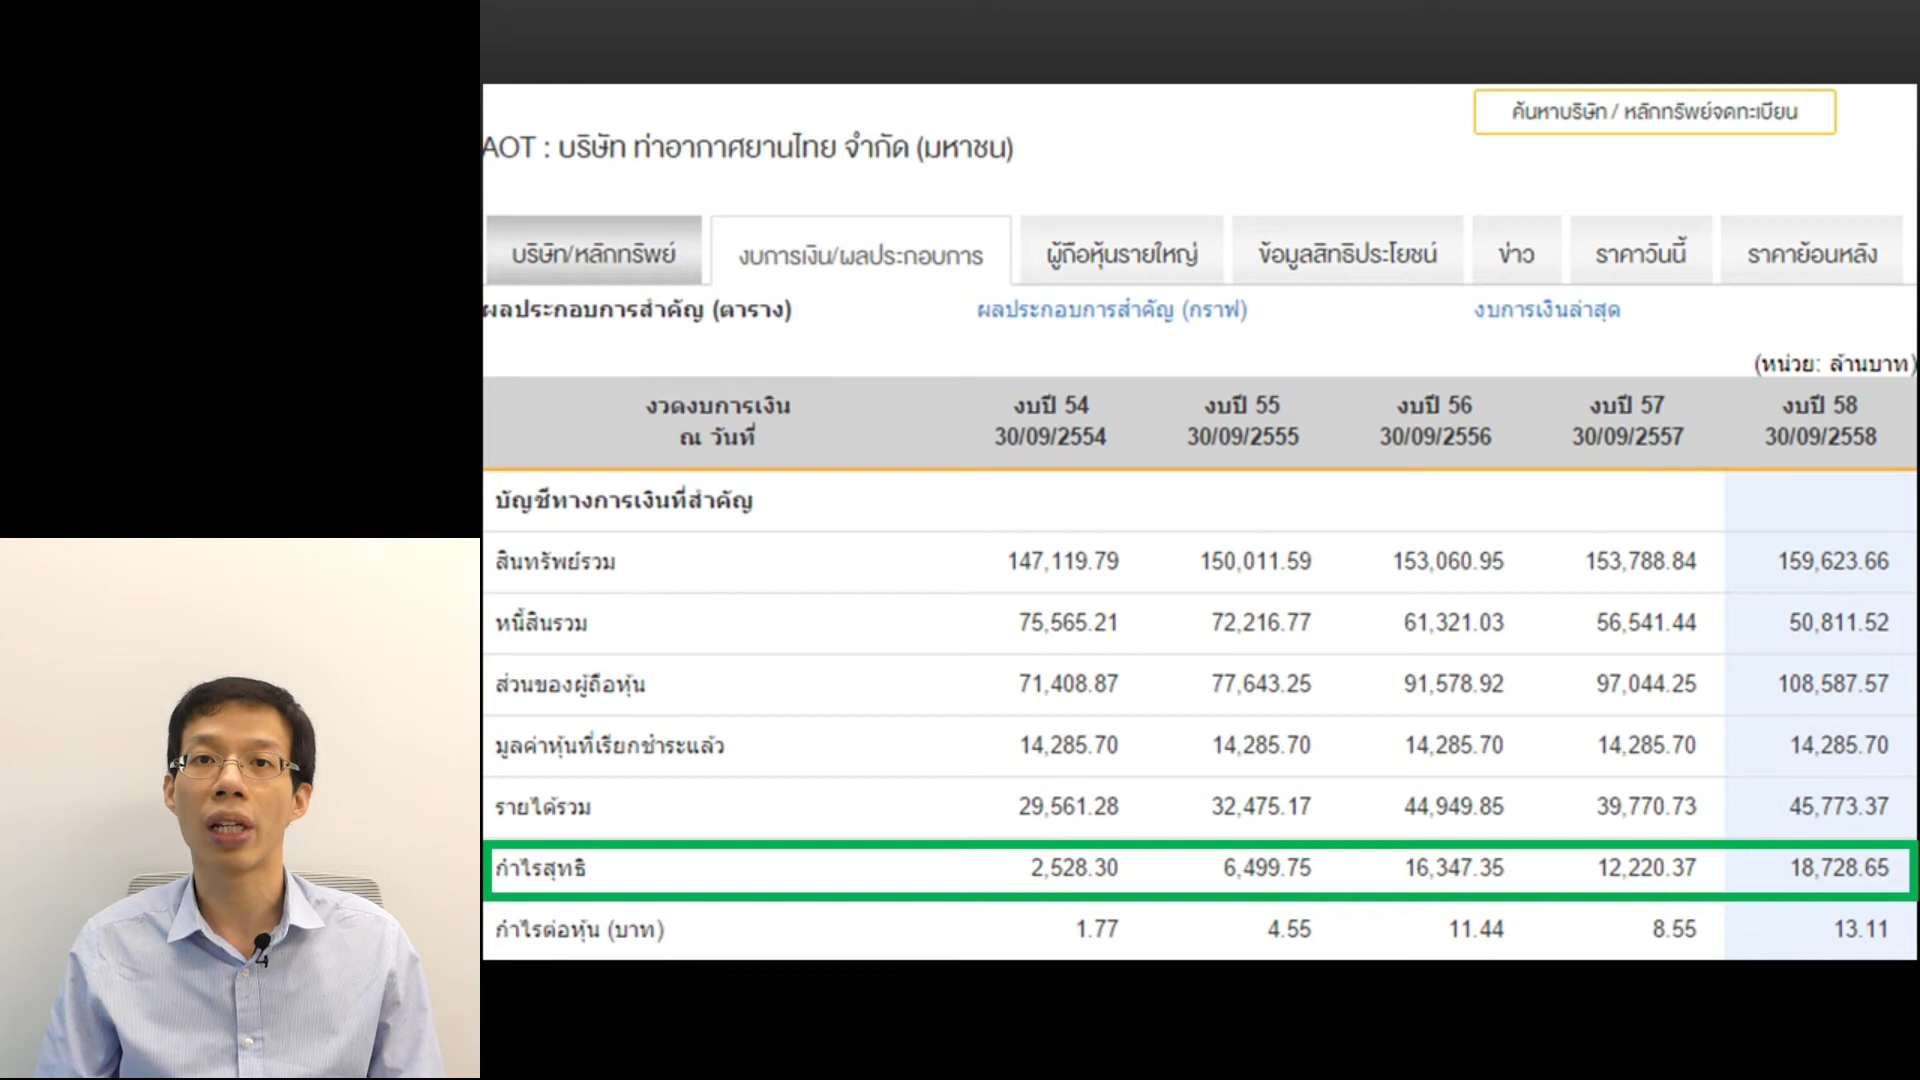 ค้นหาบริษัท / หลักทรัพย์จดทะเบียน
AOT : บริษัท ท่าอากาศยานไทย จำกัด (มหาชน)
บริษัท/หลักทรัพย์ งบการเงิน/ผลประกอบการ ผู้ถือหุ้นรายใหญ่ ข้อมูลสิทธิประโยชน์ ข่าว ราคาวันนี้ ราคาย้อนหลัง
ผลประกอบการสำคัญ (ตาราง) ผลประกอบการสำคัญ (กราฟ) งบการเงินล่าสุด
(หน่วย: ล้านบาท)
งวดงบการเงิน งบปี 54 งบปี 55 งบปี 56 งบปี 57 งบปี 58
ณ วันที่ 30/09/2554 30/09/2555 30/09/2556 30/09/2557 30/09/2558
บัญชีทางการเงินที่สำคัญ
สินทรัพย์รวม 147,119.79 150,011.59 153,060.95 153,788.84 159,623.66
หนี้สินรวม 75,565.21 72,216.77 61,321.03 56,541.44 50,811.52
ส่วนของผู้ถือหุ้น 71,408.87 77,643.25 91,578.92 97,044.25 108,587.57
มูลค่าหุ้นที่เรียกชำระแล้ว 14,285.70 14,285.70 14,285.70 14,285.70 14,285.70
รายได้รวม 29,561.28 32,475.17 44,949.85 39,770.73 45,773.37
กำไรสุทธิ 2,528.30 6,499.75 16,347.35 12,220.37 18,728.65
กำไรต่อหุ้น (บาท) 1.77 4.55 11.44 8.55 13.11